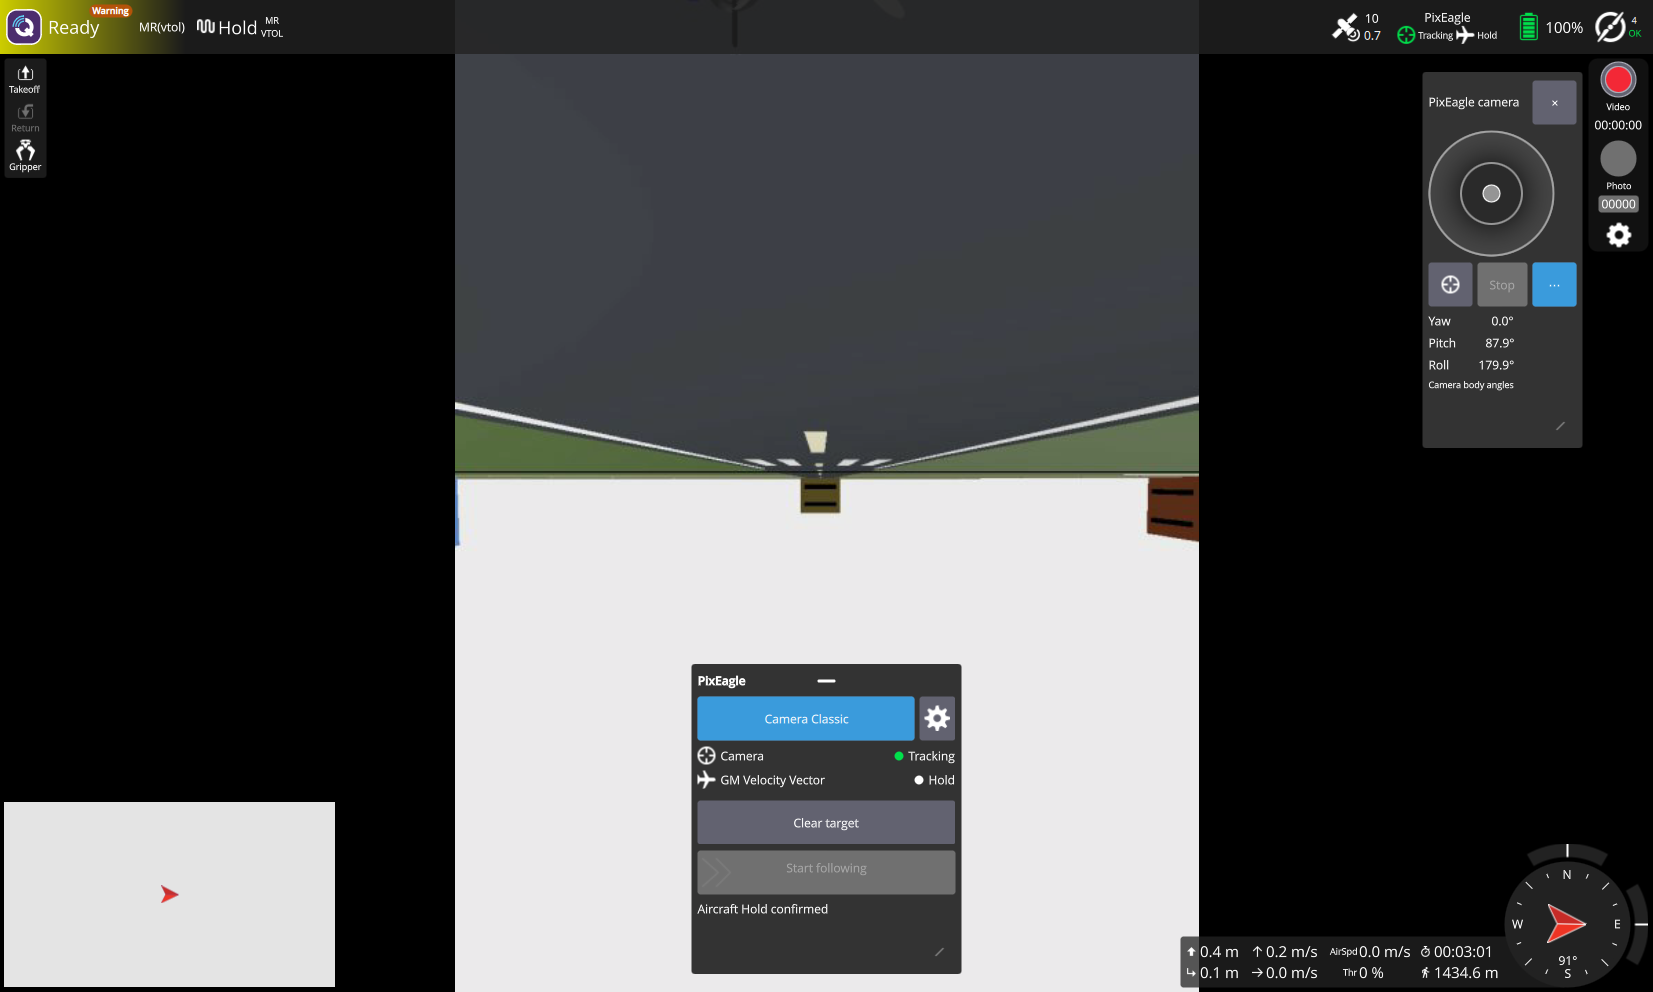 Ready
Warning
MR(vtol)
Hold
MR
VTOL
10
0.7
PixEagle
Tracking
Hold
100%
4
OK
Takeoff
Return
Gripper
PixEagle camera
×
Stop
...
Yaw 0.0°
Pitch 87.9°
Roll 179.9°
Camera body angles
Video
00:00:00
Photo
00000
PixEagle
Camera Classic
Camera Tracking
GM Velocity Vector Hold
Clear target
Start following
Aircraft Hold confirmed
N
W
E
91°
S
0.4 m 0.2 m/s AirSpd 0.0 m/s 00:03:01
0.1 m 0.0 m/s Thr 0 % 1434.6 m